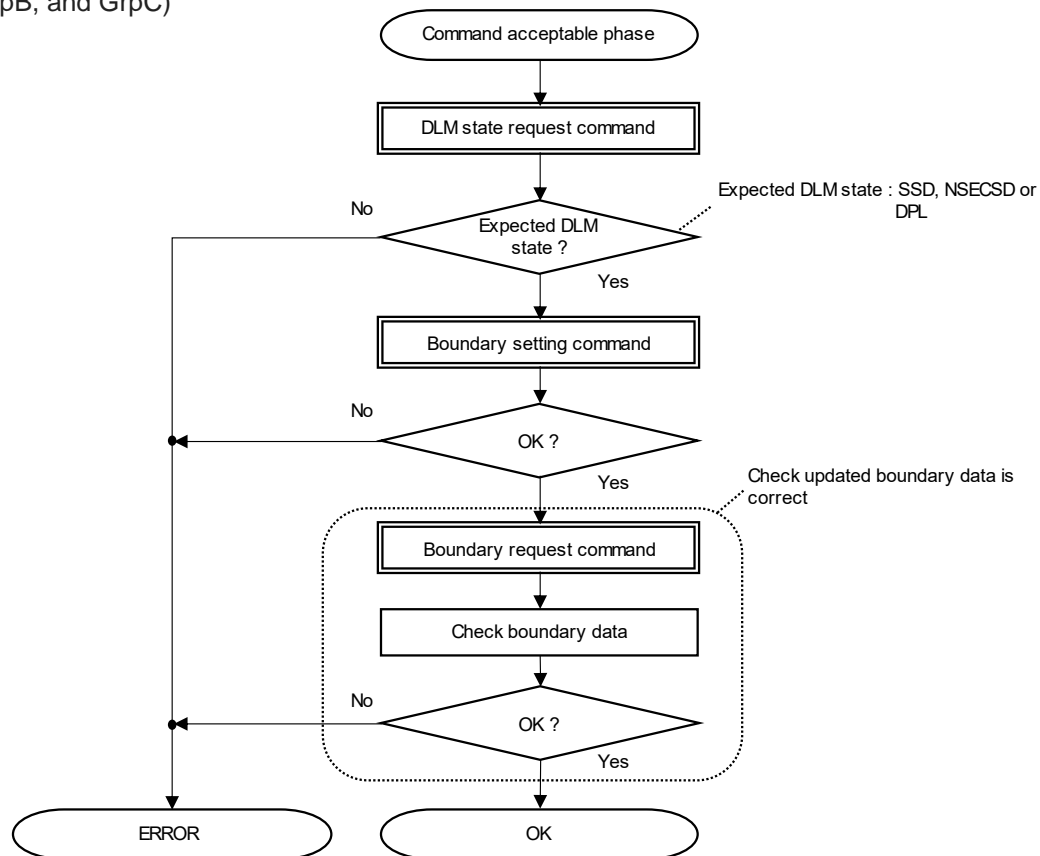 pB, and GrpC)
Command acceptable phase
DLM state request command
Expected DLM state : SSD, NSECSD or
DPL
No
Expected DLM
state ?
Yes
Boundary setting command
No
OK ?
Yes
Check updated boundary data is
correct
Boundary request command
Check boundary data
No
OK ?
Yes
ERROR
OK